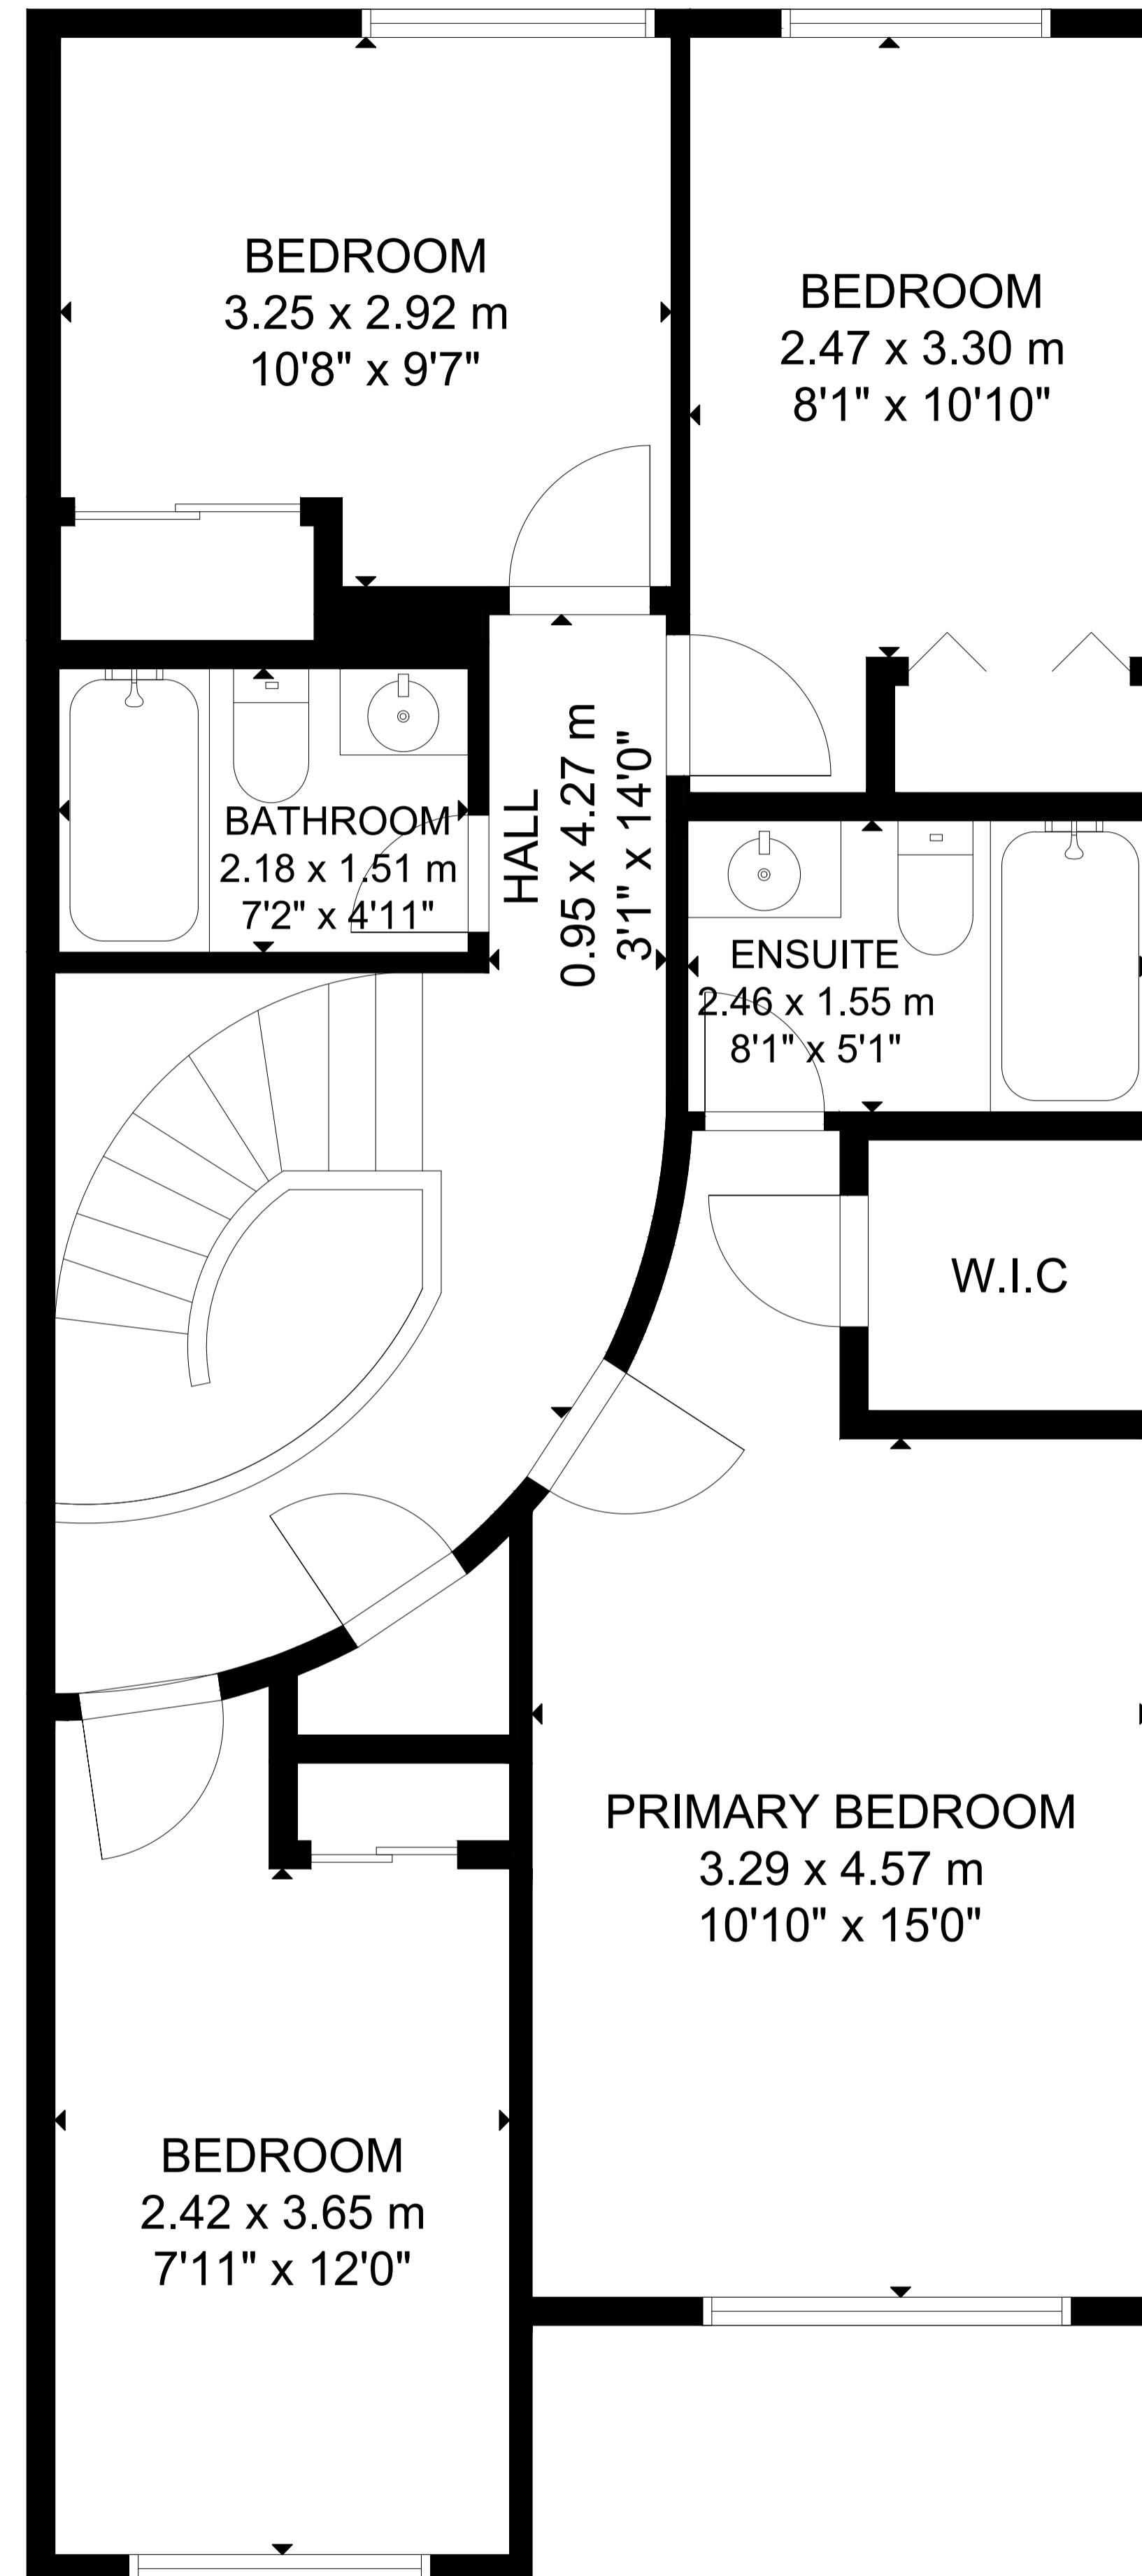 BEDROOM
3.25 x 2.92 m
10'8" x 9'7"
BEDROOM
2.47 x 3.30 m
8'1" x 10'10"
BATHROOM
2.18 x 1.51 m
7'2" x 4'11"
HALL
0.95 x 4.27 m
3'1" x 14'0"
ENSUITE
2.46 x 1.55 m
8'1" x 5'1"
W.I.C
PRIMARY BEDROOM
3.29 x 4.57 m
10'10" x 15'0"
BEDROOM
2.42 x 3.65 m
7'11" x 12'0"